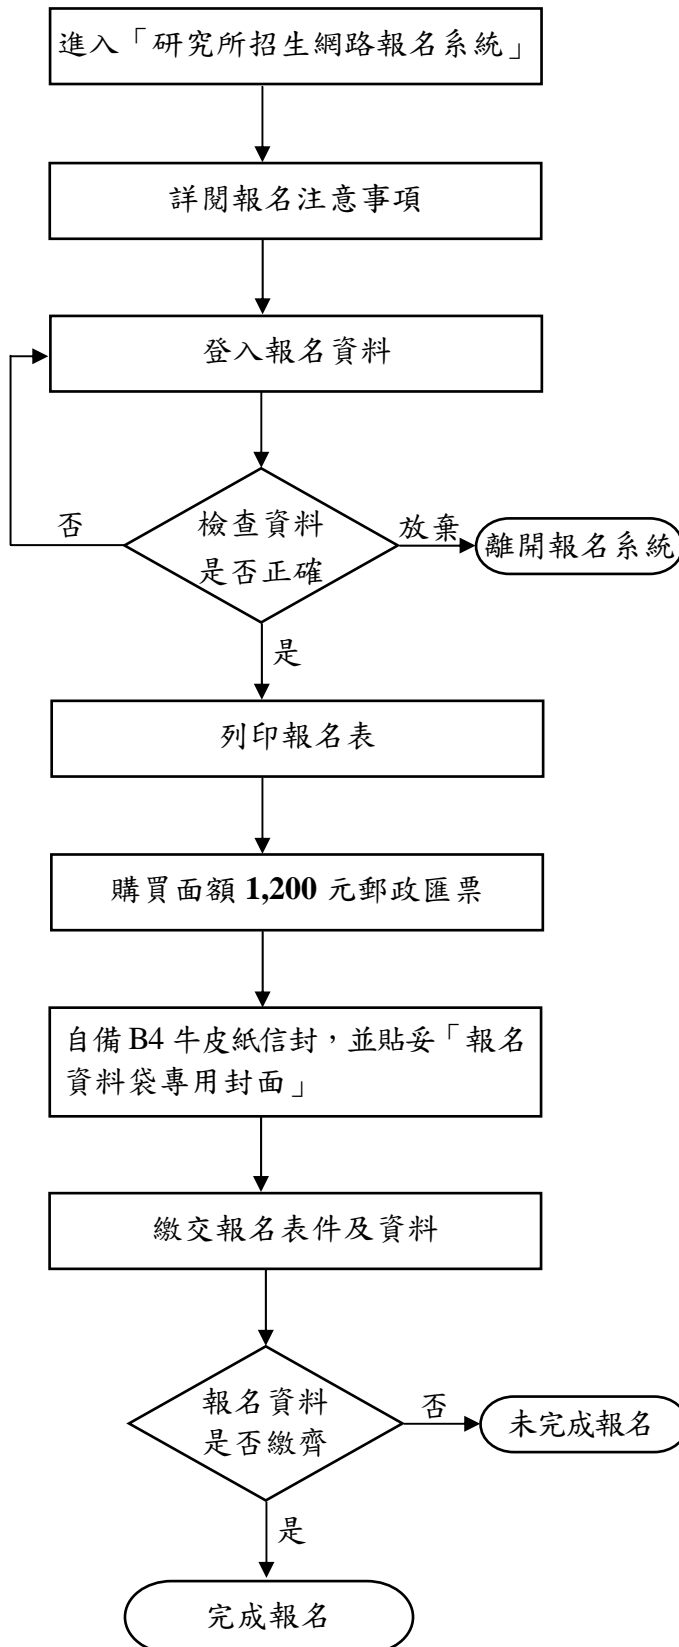 進入「研究所招生網路報名系統」
詳閱報名注意事項
登入報名資料
檢查資料
是否正確
否
放棄
離開報名系統
是
列印報名表
購買面額 1,200 元郵政匯票
自備 B4 牛皮紙信封，並貼妥「報名
資料袋專用封面」
繳交報名表件及資料
報名資料
是否繳齊
否
未完成報名
是
完成報名